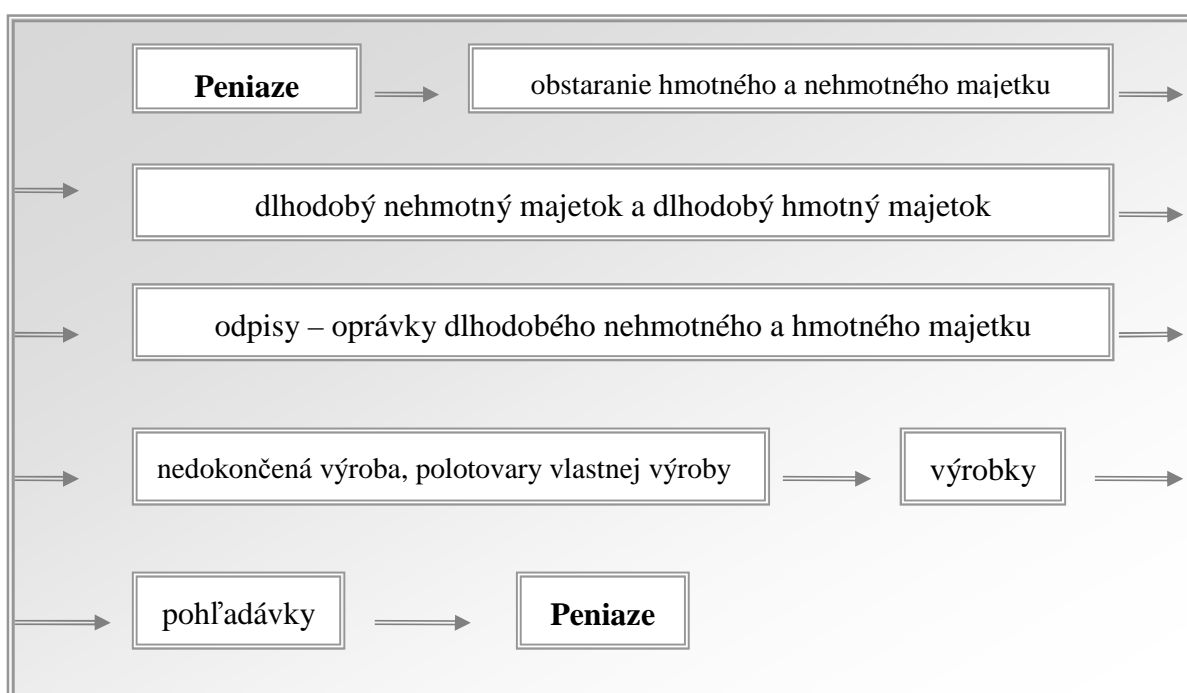 Peniaze
obstaranie hmotného a nehmotného majetku
dlhodobý nehmotný majetok a dlhodobý hmotný majetok
odpisy – oprávky dlhodobého nehmotného a hmotného majetku
nedokončená výroba, polotovary vlastnej výroby
výrobky
pohľadávky
Peniaze